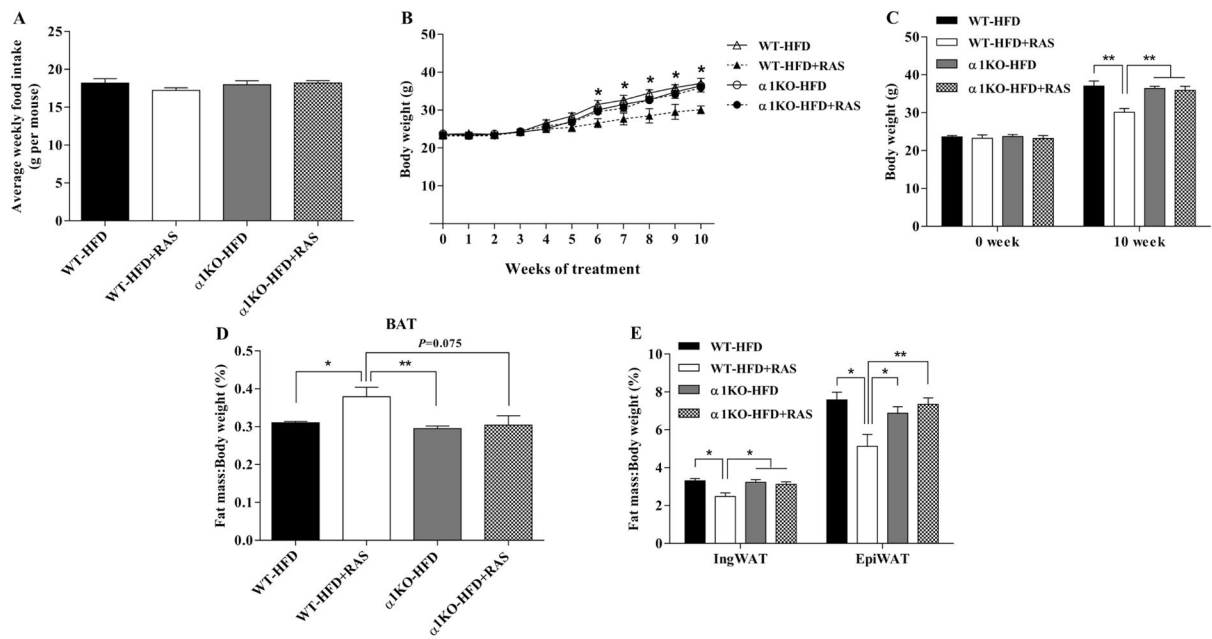 A
Average weekly food intake
(g per mouse)
25
20
15
10
5
0
WT-HFD
WT-HFD+RAS
α1KO-HFD
α1KO-HFD+RAS
B
Body weight (g)
60
50
40
30
20
10
* * * * *
0 1 2 3 4 5 6 7 8 9 10
Weeks of treatment
WT-HFD
WT-HFD+RAS
α1KO-HFD
α1KO-HFD+RAS
C
WT-HFD
WT-HFD+RAS
α1KO-HFD
α1KO-HFD+RAS
Body weight (g)
60
50
40
30
20
10
0
** **
0 week 10 week
D
BAT
Fat mass:Body weight (%)
0.5
0.4
0.3
0.2
0.1
0.0
P=0.075
* **
WT-HFD
WT-HFD+RAS
α1KO-HFD
α1KO-HFD+RAS
E
WT-HFD
WT-HFD+RAS
α1KO-HFD
α1KO-HFD+RAS
Fat mass:Body weight (%)
10
8
6
4
2
0
* *
**
* *
IngWAT EpiWAT